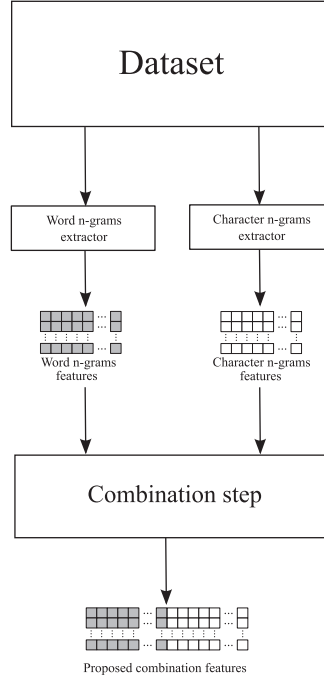 Dataset
Word n-grams
extractor
Character n-grams
extractor
Word n-grams
features
Character n-grams
features
Combination step
Proposed combination features